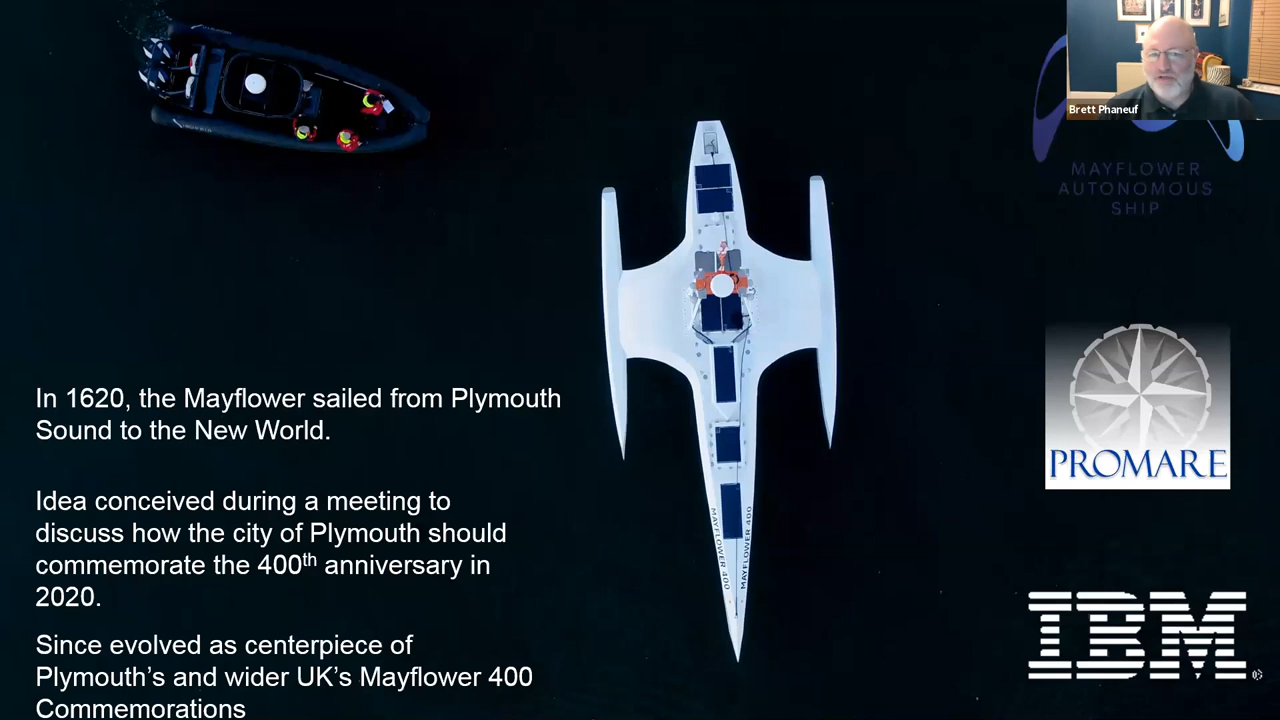 Brett Phaneuf
MAYFLOWER
AUTONOMOUS
SHIP
In 1620, the Mayflower sailed from Plymouth
Sound to the New World.
PROMARE
Idea conceived during a meeting to
discuss how the city of Plymouth should
commemorate the 400th anniversary in
2020.
MAYFLOWER 400
MAYFLOWER 400
IBM®
Since evolved as centerpiece of
Plymouth’s and wider UK’s Mayflower 400
Commemorations